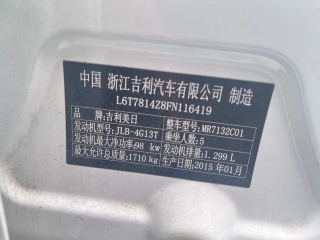 中国 浙江吉利汽车有限公司 制造
L6T7814Z8FN116419
品牌:吉利美日 整车型号:MR7132C01
发动机型号:JLB-4G13T 乘坐人数:5
发动机最大净功率:98 kw 发动机排量:1.299 L
最大允许总质量:1710 kg 生产日期:2015 年01月